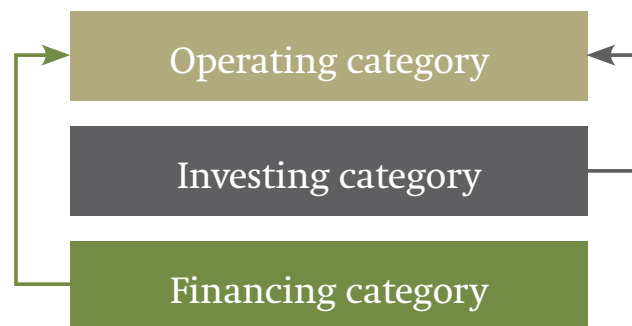 Operating category
Investing category
Financing category